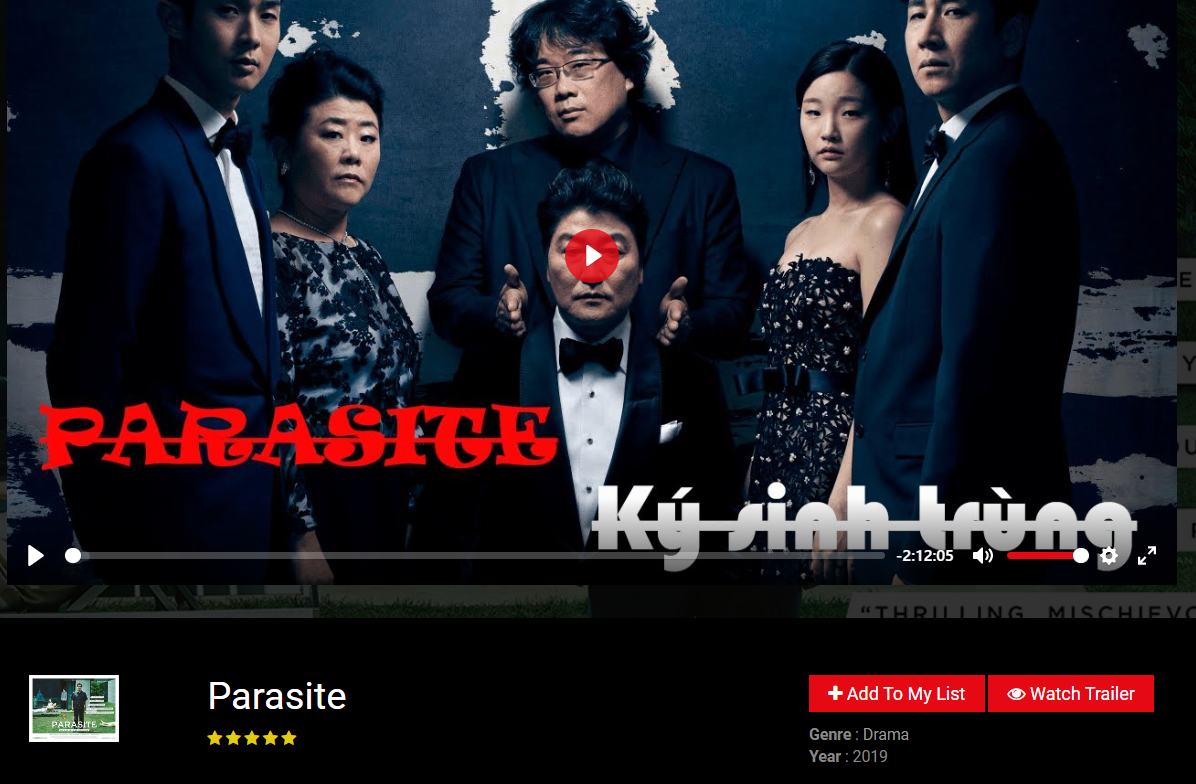 PARASITE
Ký sinh trùng
-2:12:05
“THRILLING, MISCHIEVO
PARASITE
Parasite
Add To My List
Watch Trailer
Genre : Drama
Year : 2019